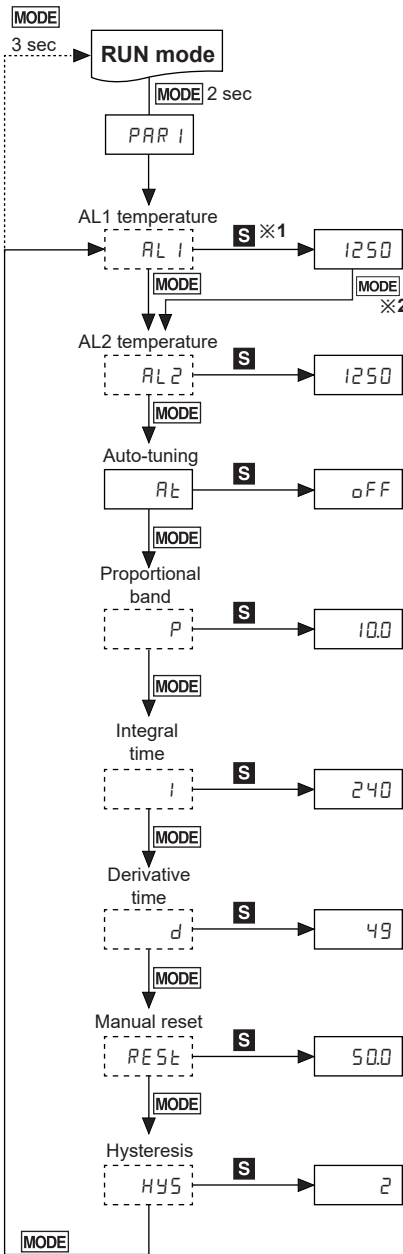 MODE
3 sec
RUN mode
MODE 2 sec
PAR1
AL1 temperature
AL1 S ※1 1250
MODE MODE
※2
AL2 temperature
AL2 S 1250
MODE
Auto-tuning
At S oFF
MODE
Proportional
band
P S 10.0
MODE
Integral
time
I S 240
MODE
Derivative
time
d S 49
MODE
Manual reset
RESt S 50.0
MODE
Hysteresis
HYS S 2
MODE